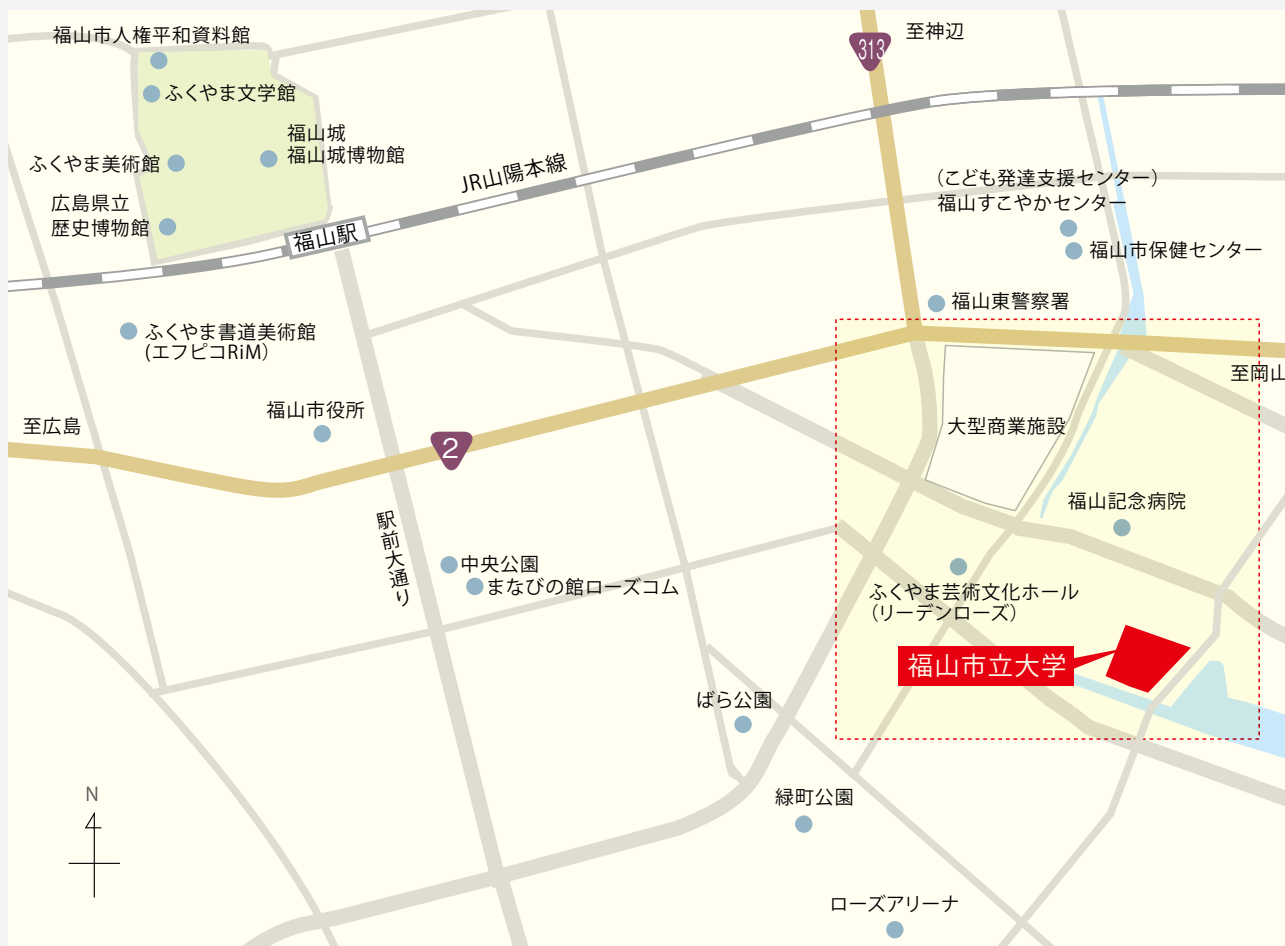 福山市人権平和資料館
ふくやま文学館
福山城
福山城博物館
ふくやま美術館
広島県立
歴史博物館
福山駅
JR山陽本線
313
至神辺
(こども発達支援センター)
福山すこやかセンター
福山市保健センター
福山東警察署
ふくやま書道美術館
(エフピコRiM)
至岡山
福山市役所
至広島
2
大型商業施設
福山記念病院
駅前大通り
中央公園
まなびの館ローズコム
ふくやま芸術文化ホール
(リーデンローズ)
福山市立大学
ばら公園
緑町公園
N
ローズアリーナ